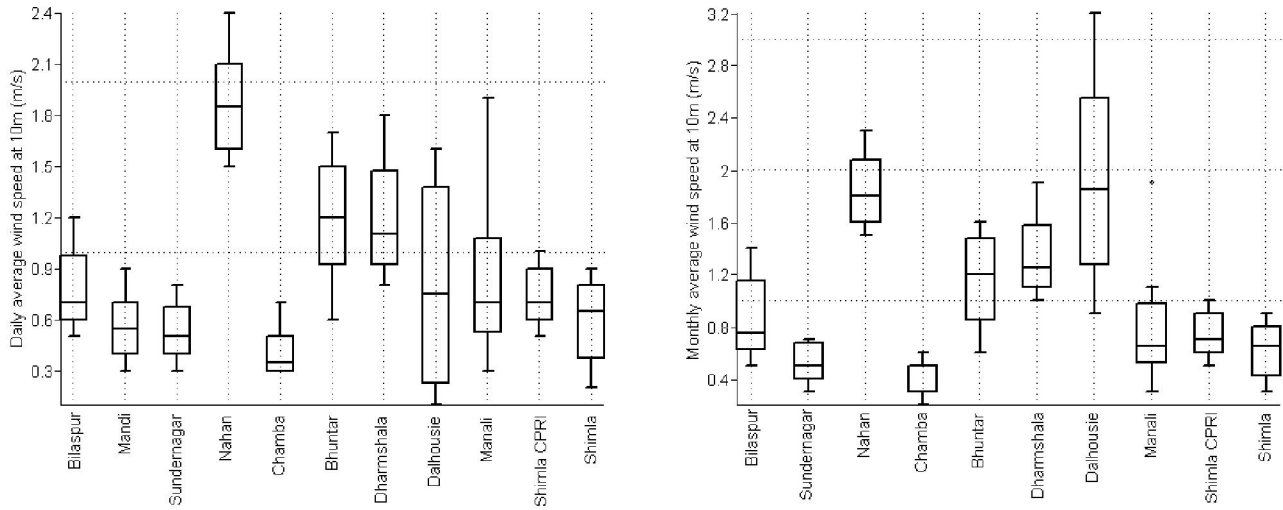 Daily average wind speed at 10m (m/s)
2.4
2.1
1.8
1.5
1.2
0.9
0.6
0.3
Bilaspur
Mandi
Sundernagar
Nahan
Chamba
Bhuntar
Dharmshala
Dalhousie
Manali
Shimla CPRI
Shimla
Monthly average wind speed at 10m (m/s)
3.2
2.8
2.4
2
1.6
1.2
0.8
0.4
Bilaspur
Sundernagar
Nahan
Chamba
Bhuntar
Dharmshala
Dalhousie
Manali
Shimla CPRI
Shimla